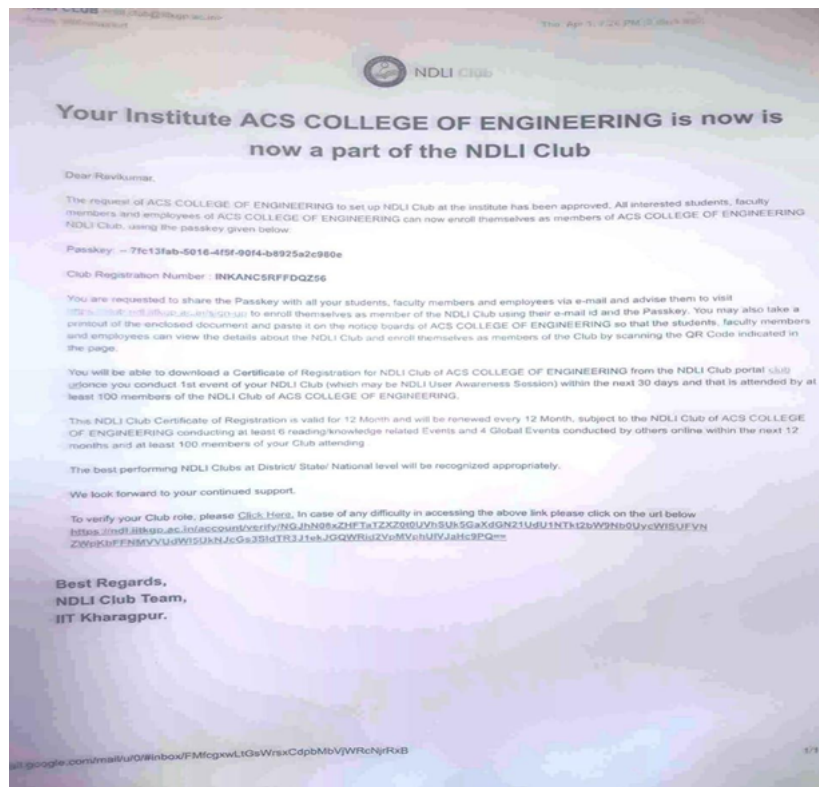 NDLI CLUB
Thu, Apr 1, 7:24 PM
NDLI Club
Your Institute ACS COLLEGE OF ENGINEERING is now is
now a part of the NDLI Club
Dear Ravikumar,
The request of ACS COLLEGE OF ENGINEERING to set up NDLI Club at the institute has been approved. All interested students, faculty
members and employees of ACS COLLEGE OF ENGINEERING can now enroll themselves as members of ACS COLLEGE OF ENGINEERING
NDLI Club, using the passkey given below:
Passkey: – 7fc13fab-5016-4f5f-90f4-b8925a2c980e
Club Registration Number : INKANC5RFFDQZ56
You are requested to share the Passkey with all your students, faculty members and employees via e-mail and advise them to visit
to enroll themselves as member of the NDLI Club using their e-mail id and the Passkey. You may also take a
printout of the enclosed document and paste it on the notice boards of ACS COLLEGE OF ENGINEERING so that the students, faculty members
and employees can view the details about the NDLI Club and enroll themselves as members of the Club by scanning the QR Code indicated in
the page.
You will be able to download a Certificate of Registration for NDLI Club of ACS COLLEGE OF ENGINEERING from the NDLI Club portal club
urlonce you conduct 1st event of your NDLI Club (which may be NDLI User Awareness Session) within the next 30 days and that is attended by at
least 100 members of the NDLI Club of ACS COLLEGE OF ENGINEERING.
This NDLI Club Certificate of Registration is valid for 12 Month and will be renewed every 12 Month, subject to the NDLI Club of ACS COLLEGE
OF ENGINEERING conducting at least 6 reading/knowledge related Events and 4 Global Events conducted by others online within the next 12
months and at least 100 members of your Club attending
The best performing NDLI Clubs at District/ State/ National level will be recognized appropriately.
We look forward to your continued support.
To verify your Club role, please Click Here. In case of any difficulty in accessing the above link please click on the url below
Best Regards,
NDLI Club Team,
IIT Kharagpur.
1/1